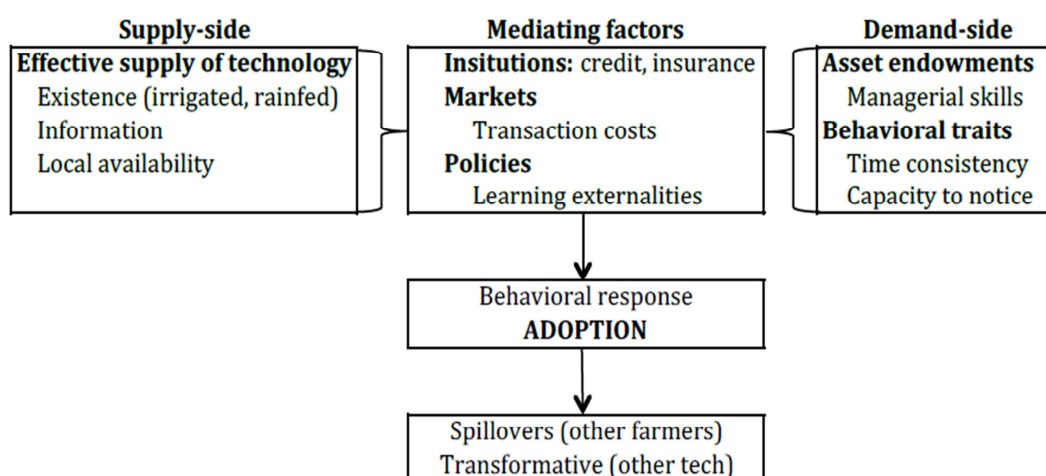 Supply-side
Effective supply of technology
Existence (irrigated, rainfed)
Information
Local availability
Mediating factors
Insitutions: credit, insurance
Markets
Transaction costs
Policies
Learning externalities
Demand-side
Asset endowments
Managerial skills
Behavioral traits
Time consistency
Capacity to notice
Behavioral response
ADOPTION
Spillovers (other farmers)
Transformative (other tech)